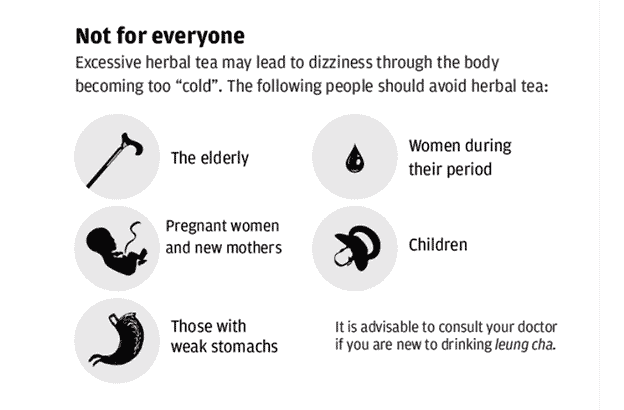 Not for everyone
Excessive herbal tea may lead to dizziness through the body
becoming too “cold”. The following people should avoid herbal tea:
The elderly
Women during
their period
Pregnant women
and new mothers
Children
Those with
weak stomachs
It is advisable to consult your doctor
if you are new to drinking leung cha.